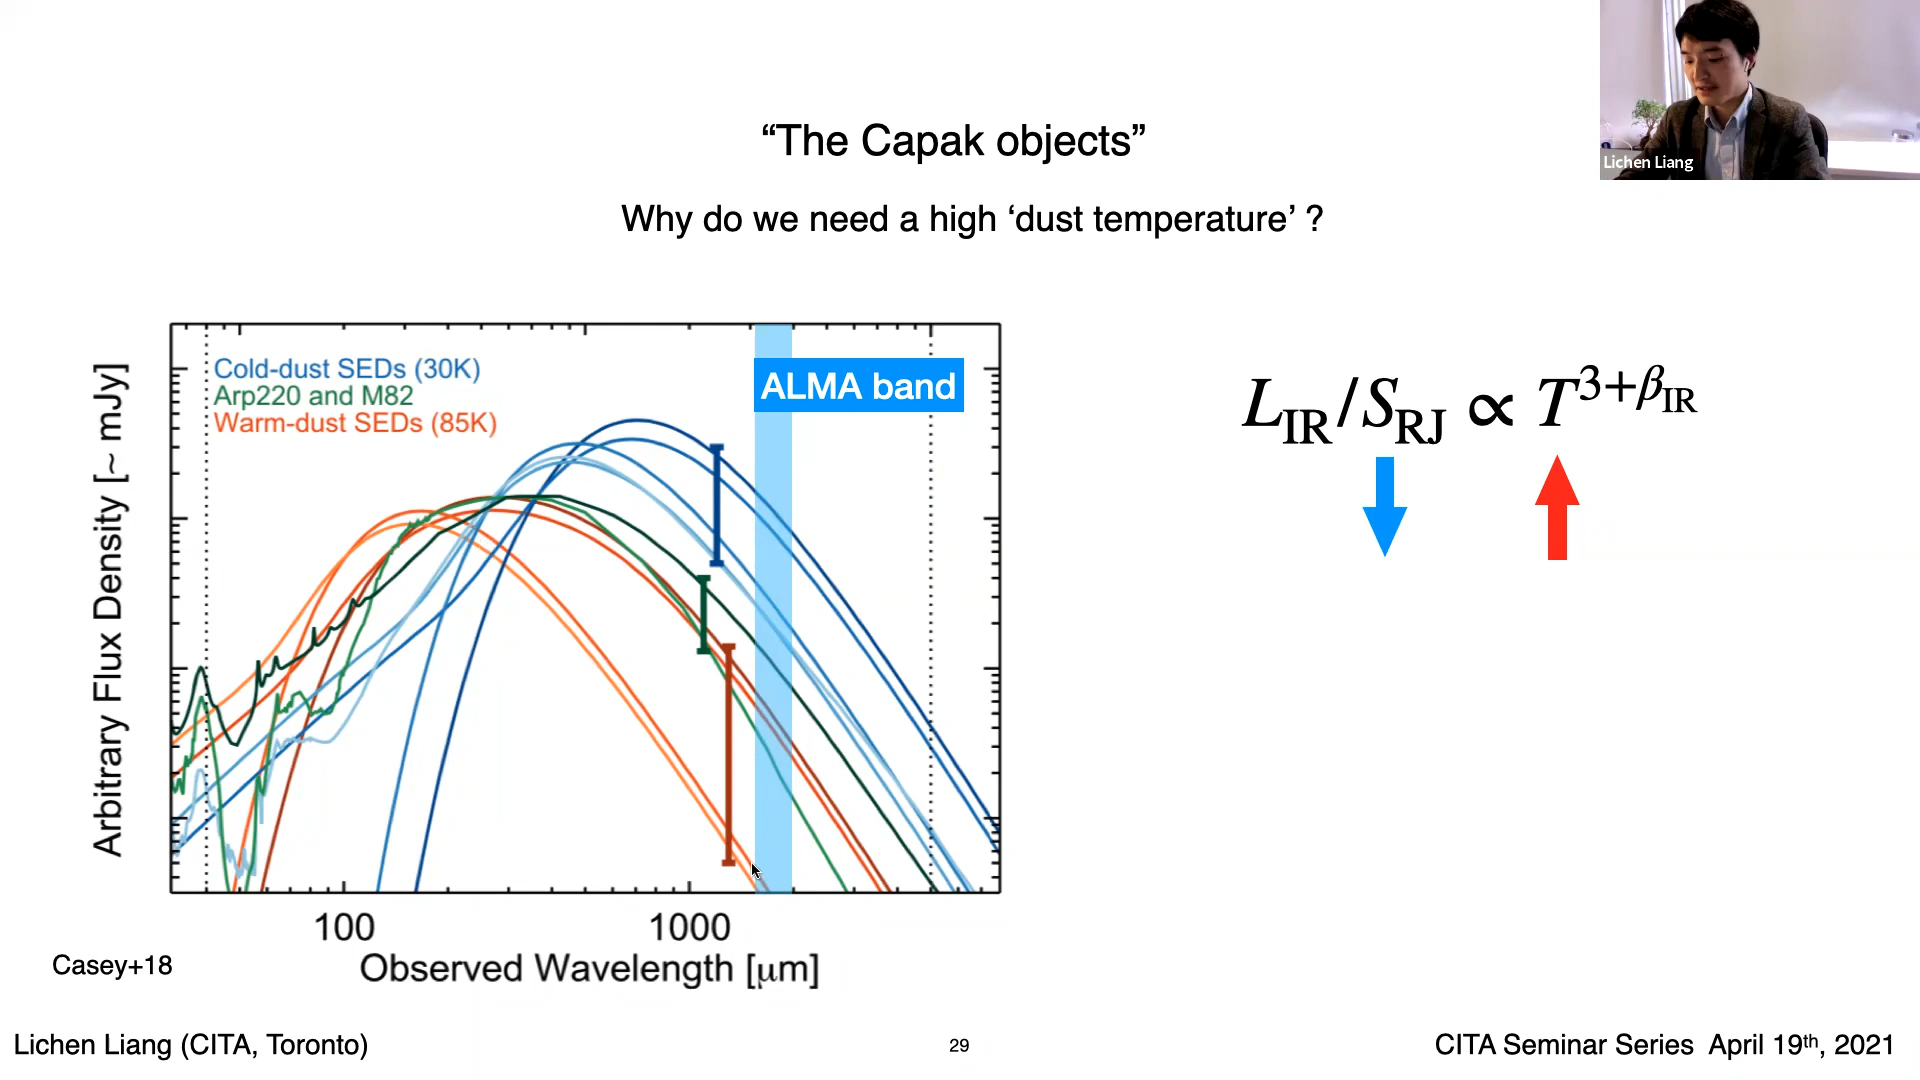 “The Capak objects”
Lichen Liang
Why do we need a high ‘dust temperature’ ?
Cold-dust SEDs (30K)
Arp220 and M82
Warm-dust SEDs (85K)
ALMA band
L_IR/S_RJ ∝ T^{3+β_IR}
Arbitrary Flux Density [~ mJy]
100 1000
Observed Wavelength [μm]
Casey+18
Lichen Liang (CITA, Toronto)
29
CITA Seminar Series April 19th, 2021